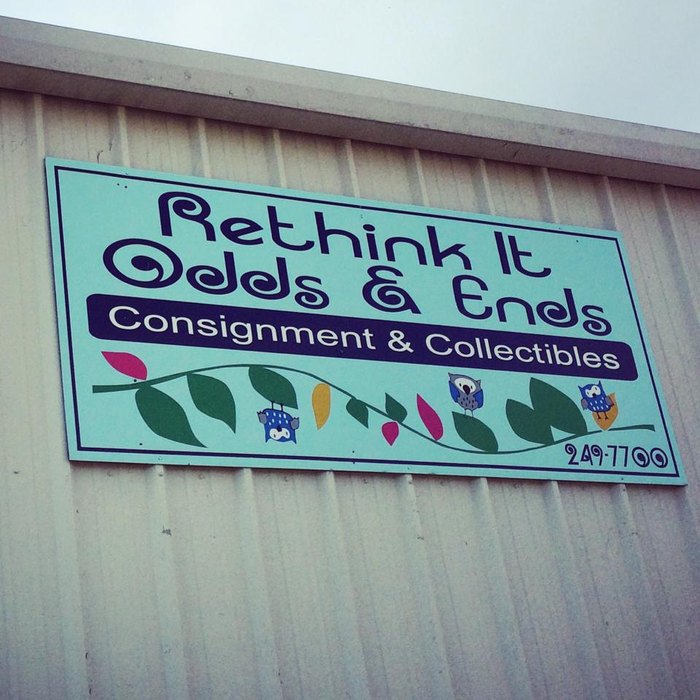 Rethink It
Odds & Ends
Consignment & Collectibles
249-7700